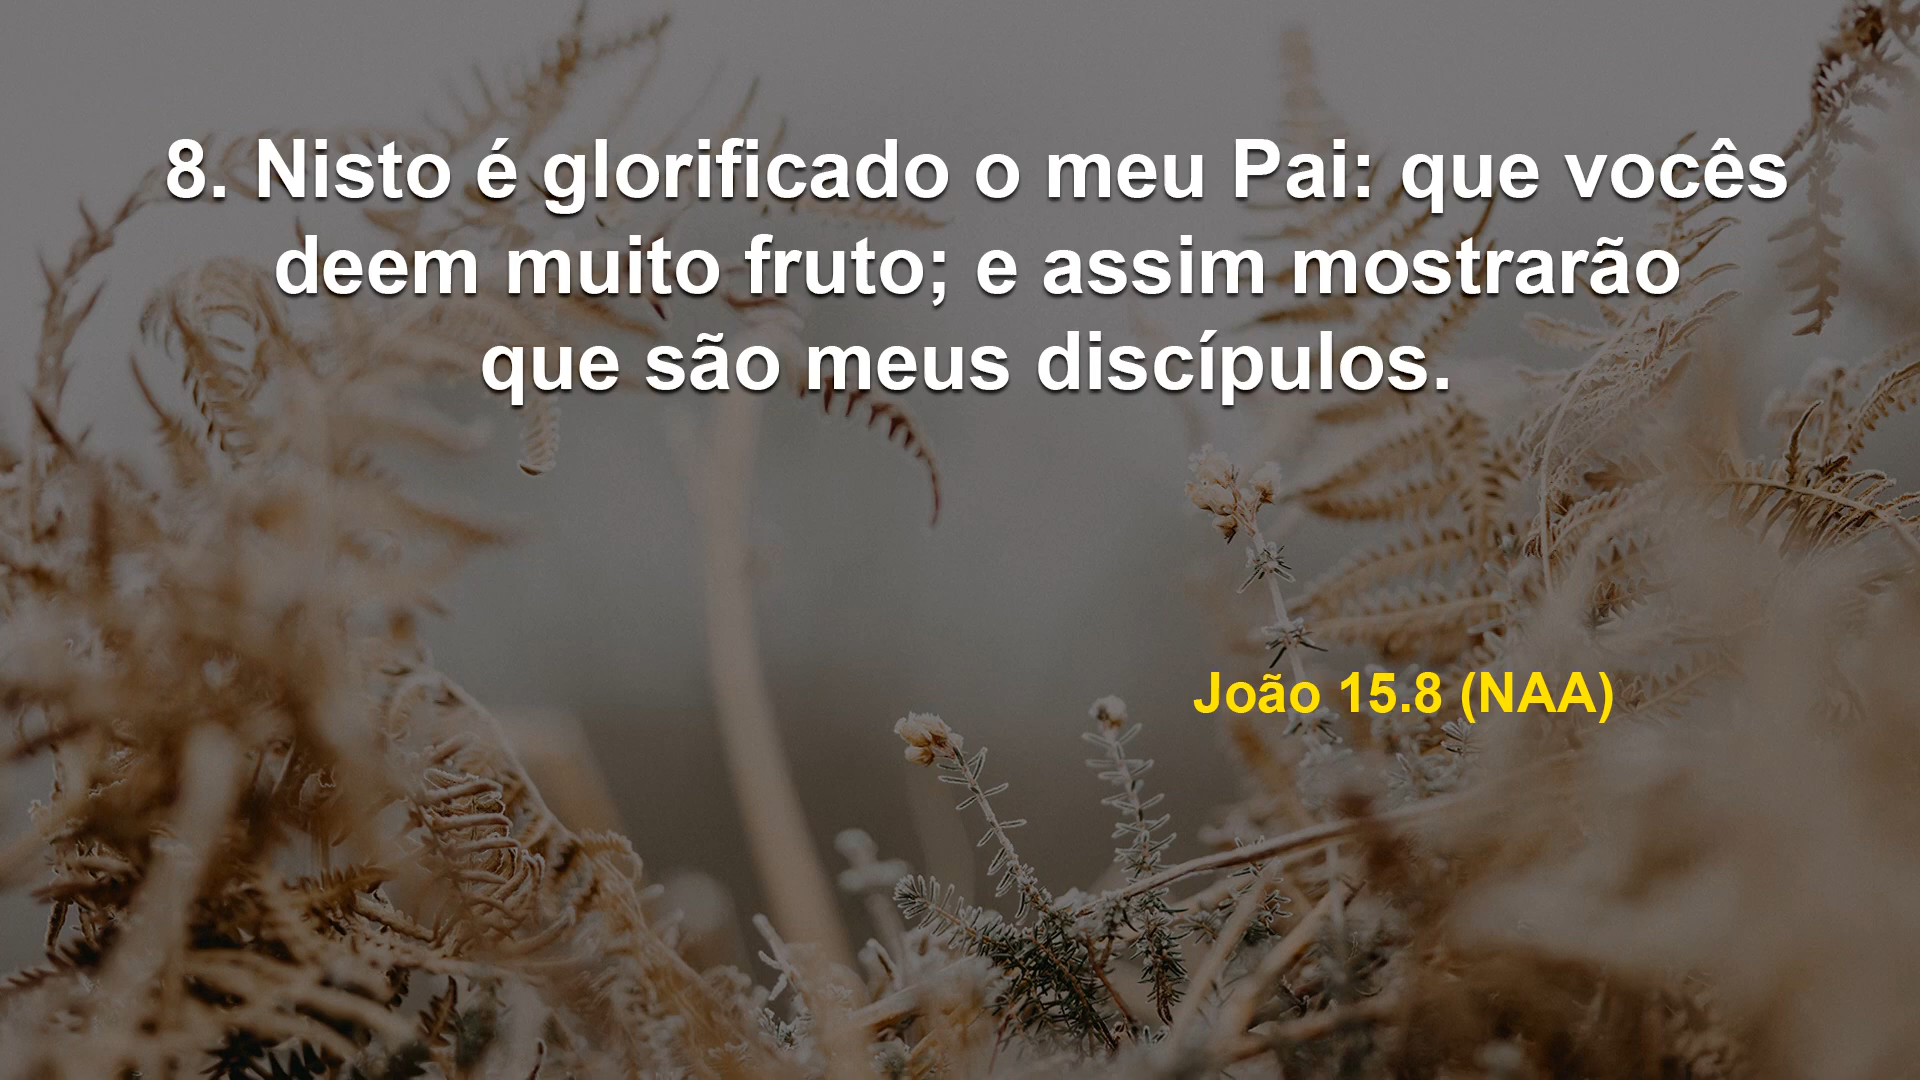 8. Nisto é glorificado o meu Pai: que vocês
deem muito fruto; e assim mostrarão
que são meus discípulos.
João 15.8 (NAA)